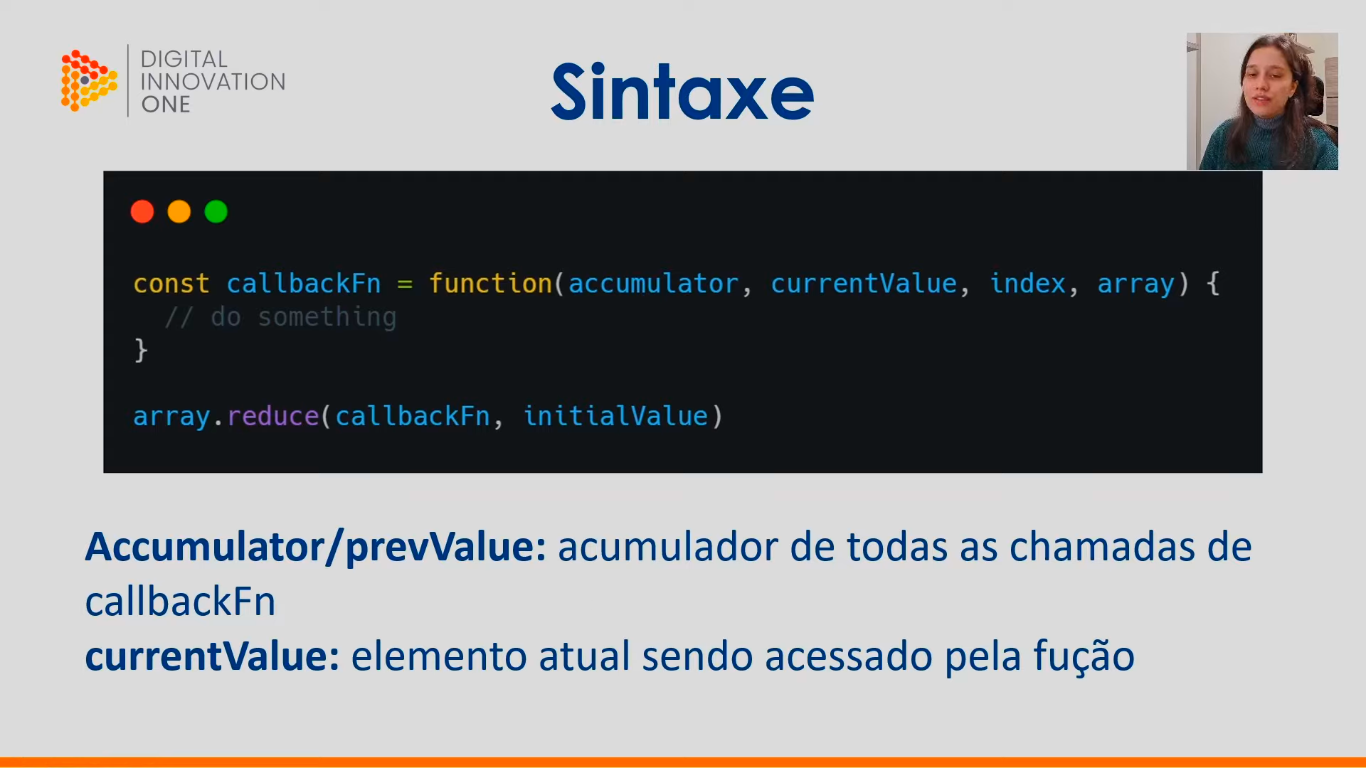 DIGITAL
INNOVATION
ONE
Sintaxe
const callbackFn = function(accumulator, currentValue, index, array) {
// do something
}
array.reduce(callbackFn, initialValue)
Accumulator/prevValue: acumulador de todas as chamadas de
callbackFn
currentValue: elemento atual sendo acessado pela fução